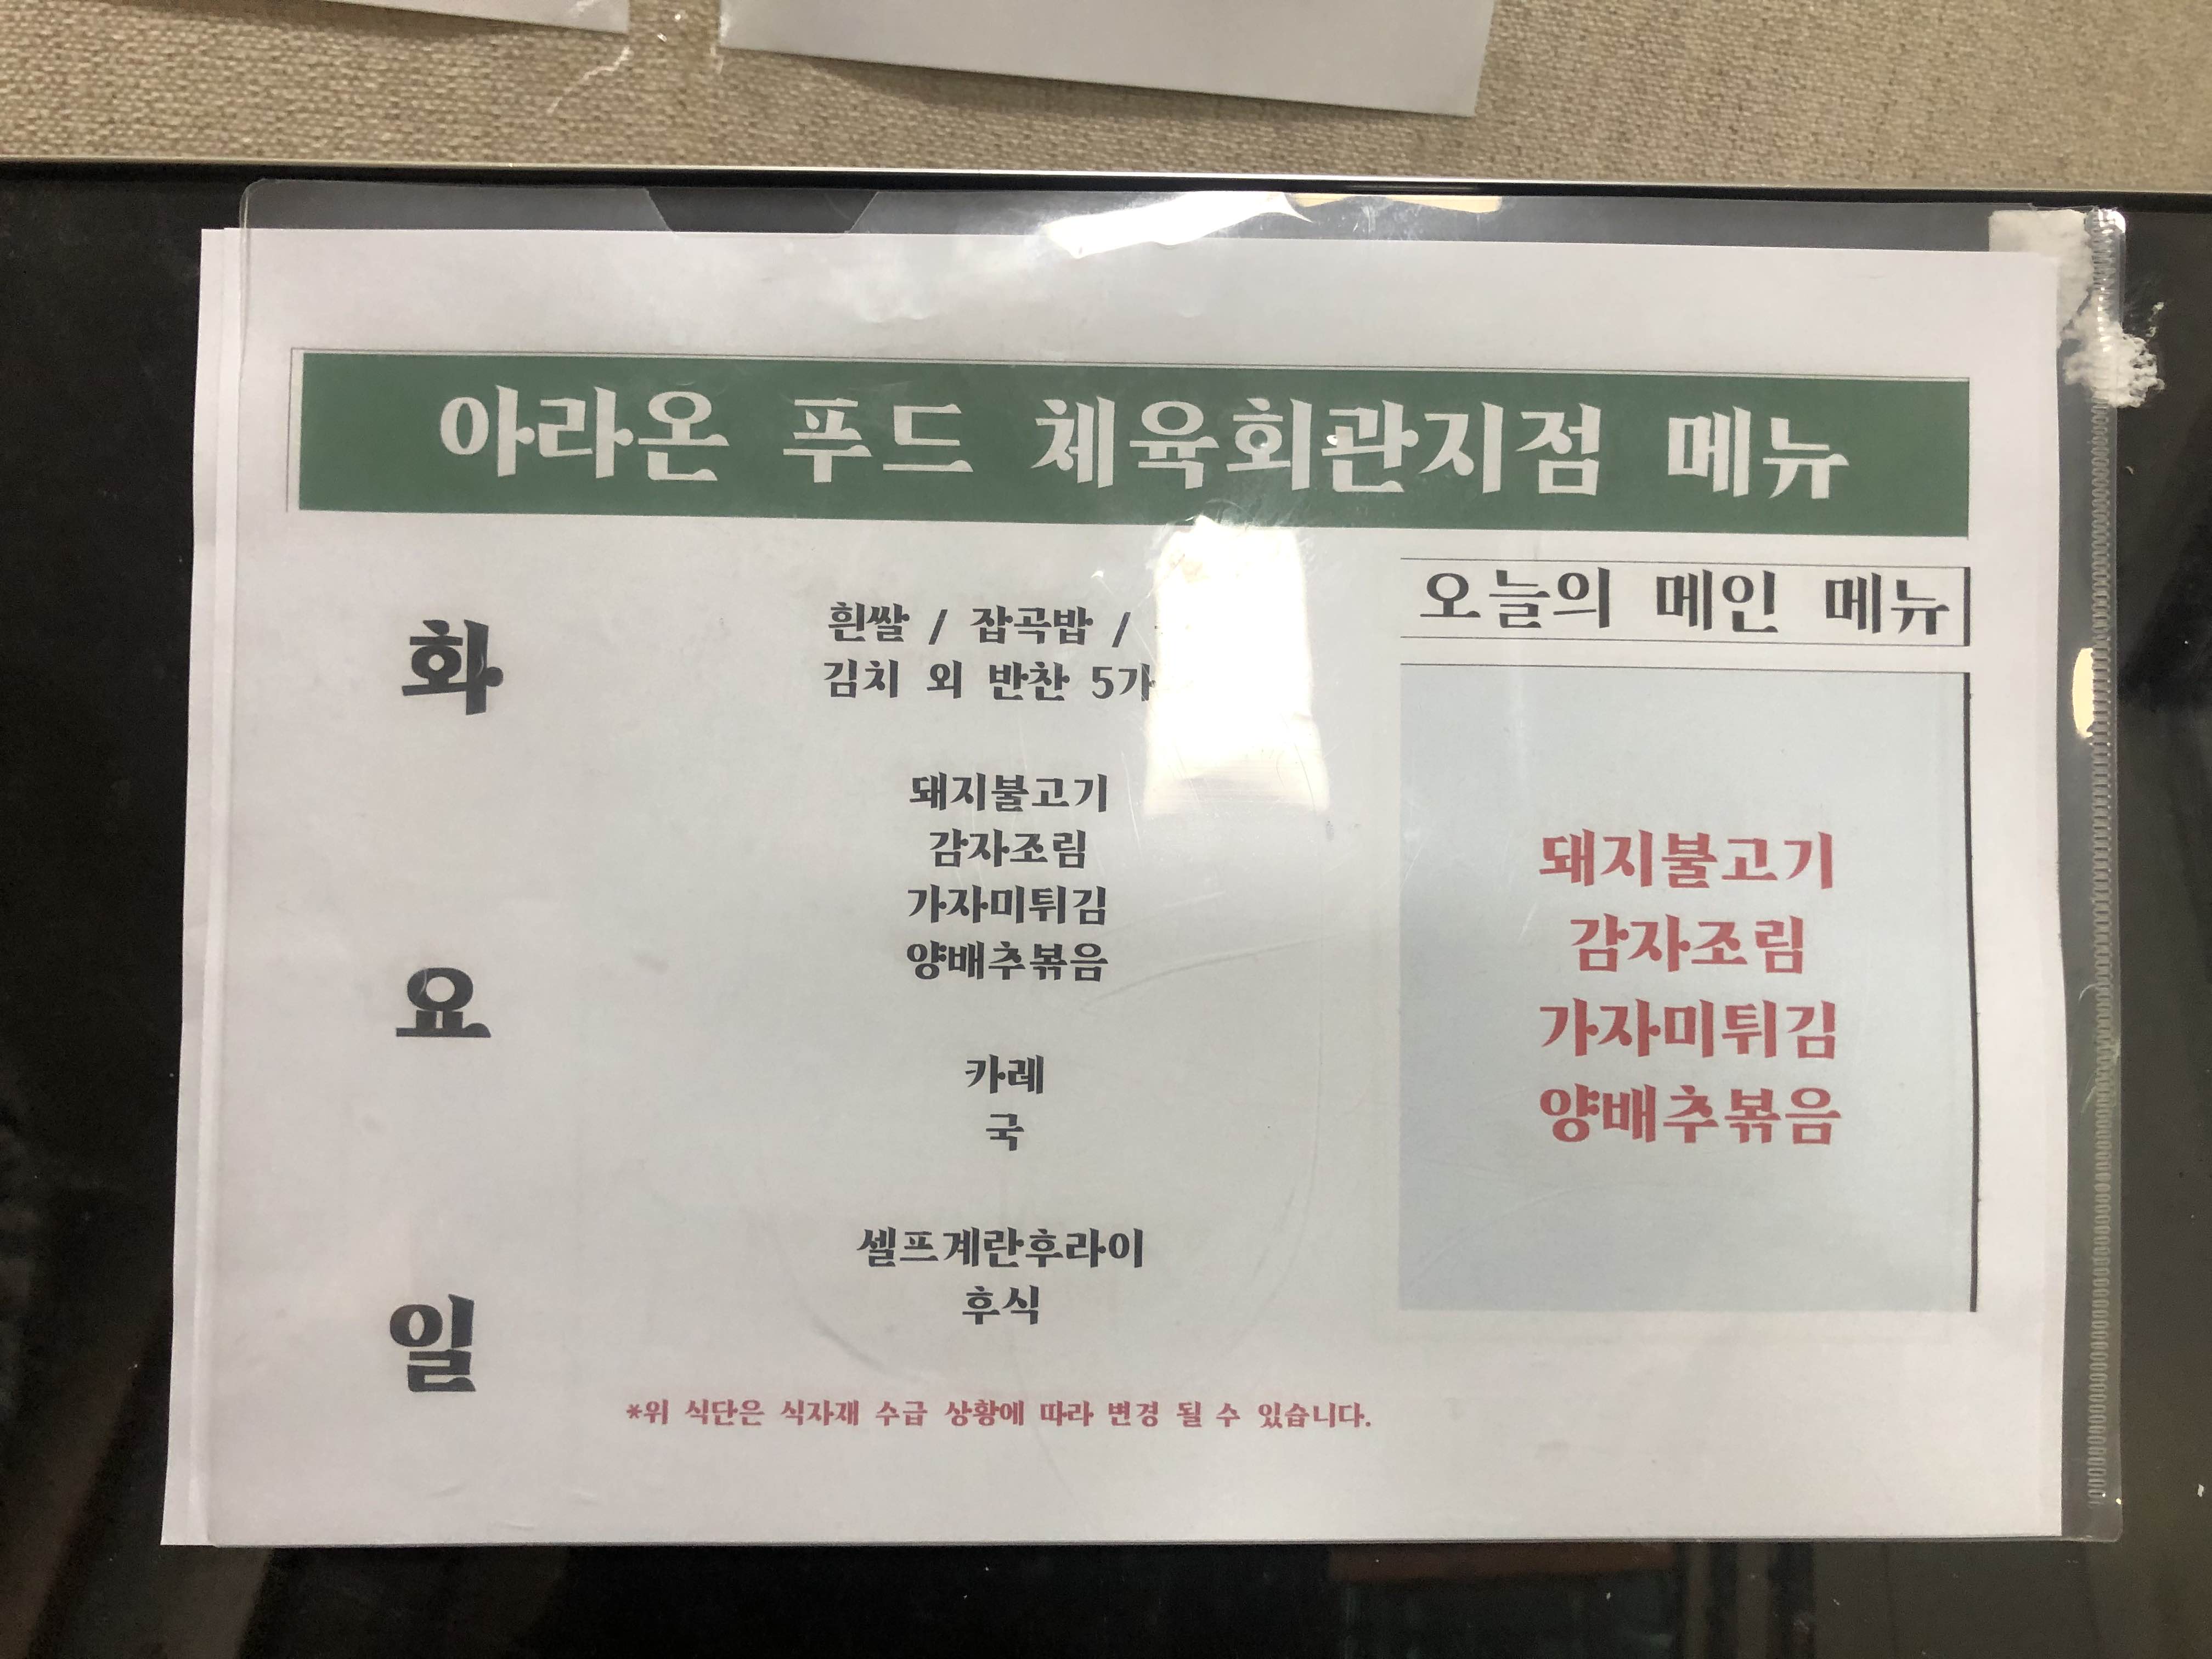 아라온 푸드 체육회관지점 메뉴
화
요
일
흰쌀 / 잡곡밥 /
김치 외 반찬 5가
돼지불고기
감자조림
가자미튀김
양배추볶음
카레
국
셀프계란후라이
후식
*위 식단은 식자재 수급 상황에 따라 변경 될 수 있습니다.
오늘의 메인 메뉴
돼지불고기
감자조림
가자미튀김
양배추볶음